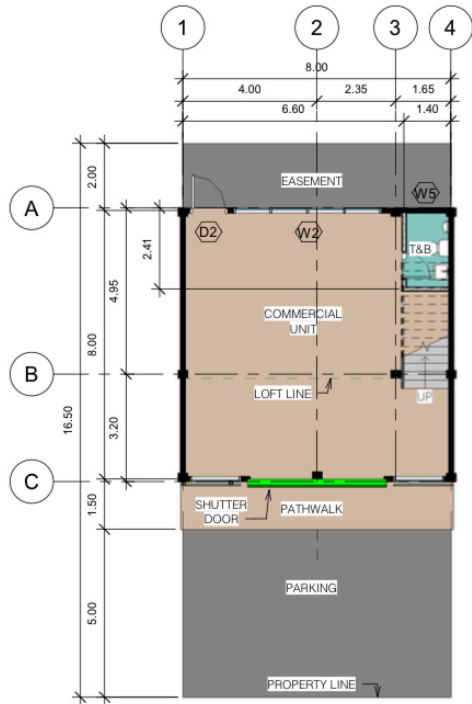 1
2
3
4
8.00
4.00
2.35
1.65
6.60
1.40
2.00
EASEMENT
W5
A
D2
W2
T&B
2.41
4.95
COMMERCIAL
UNIT
8.00
B
LOFT LINE
UP
16.50
3.20
C
SHUTTER
DOOR
PATHWALK
1.50
PARKING
5.00
PROPERTY LINE